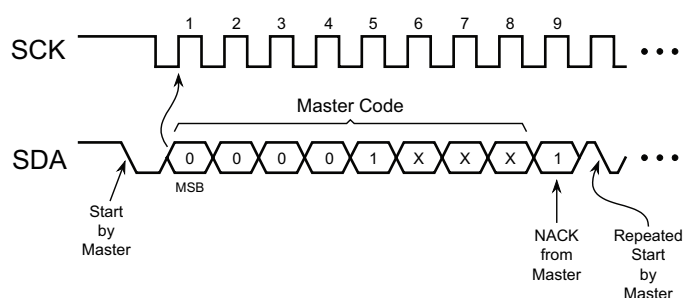 1 2 3 4 5 6 7 8 9
SCK
• • •
Master Code
SDA
0 0 0 0 1 X X X 1
• • •
MSB
Start
by
Master
NACK
from
Master
Repeated
Start
by
Master